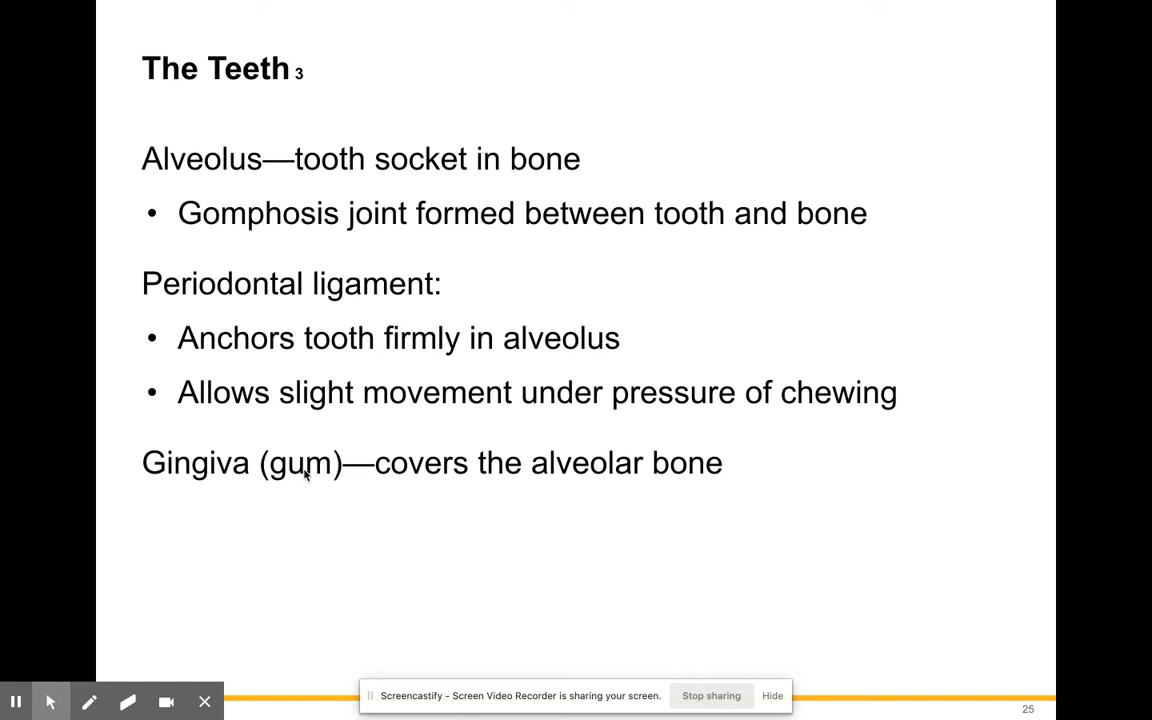 The Teeth 3
Alveolus—tooth socket in bone
• Gomphosis joint formed between tooth and bone
Periodontal ligament:
• Anchors tooth firmly in alveolus
• Allows slight movement under pressure of chewing
Gingiva (gum)—covers the alveolar bone
Screencastify - Screen Video Recorder is sharing your screen. Stop sharing Hide
25